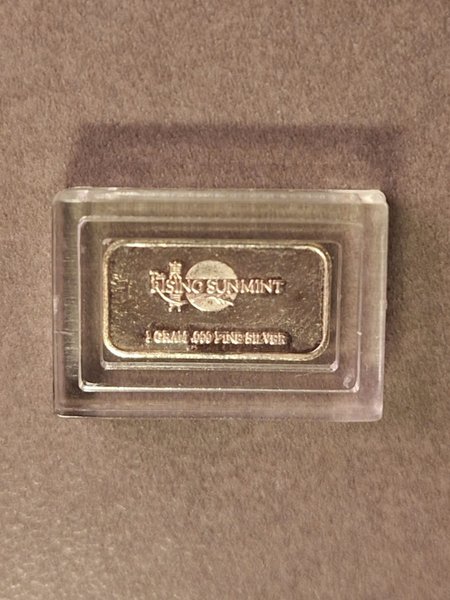 RISING SUN MINT
1 GRAM .999 FINE SILVER